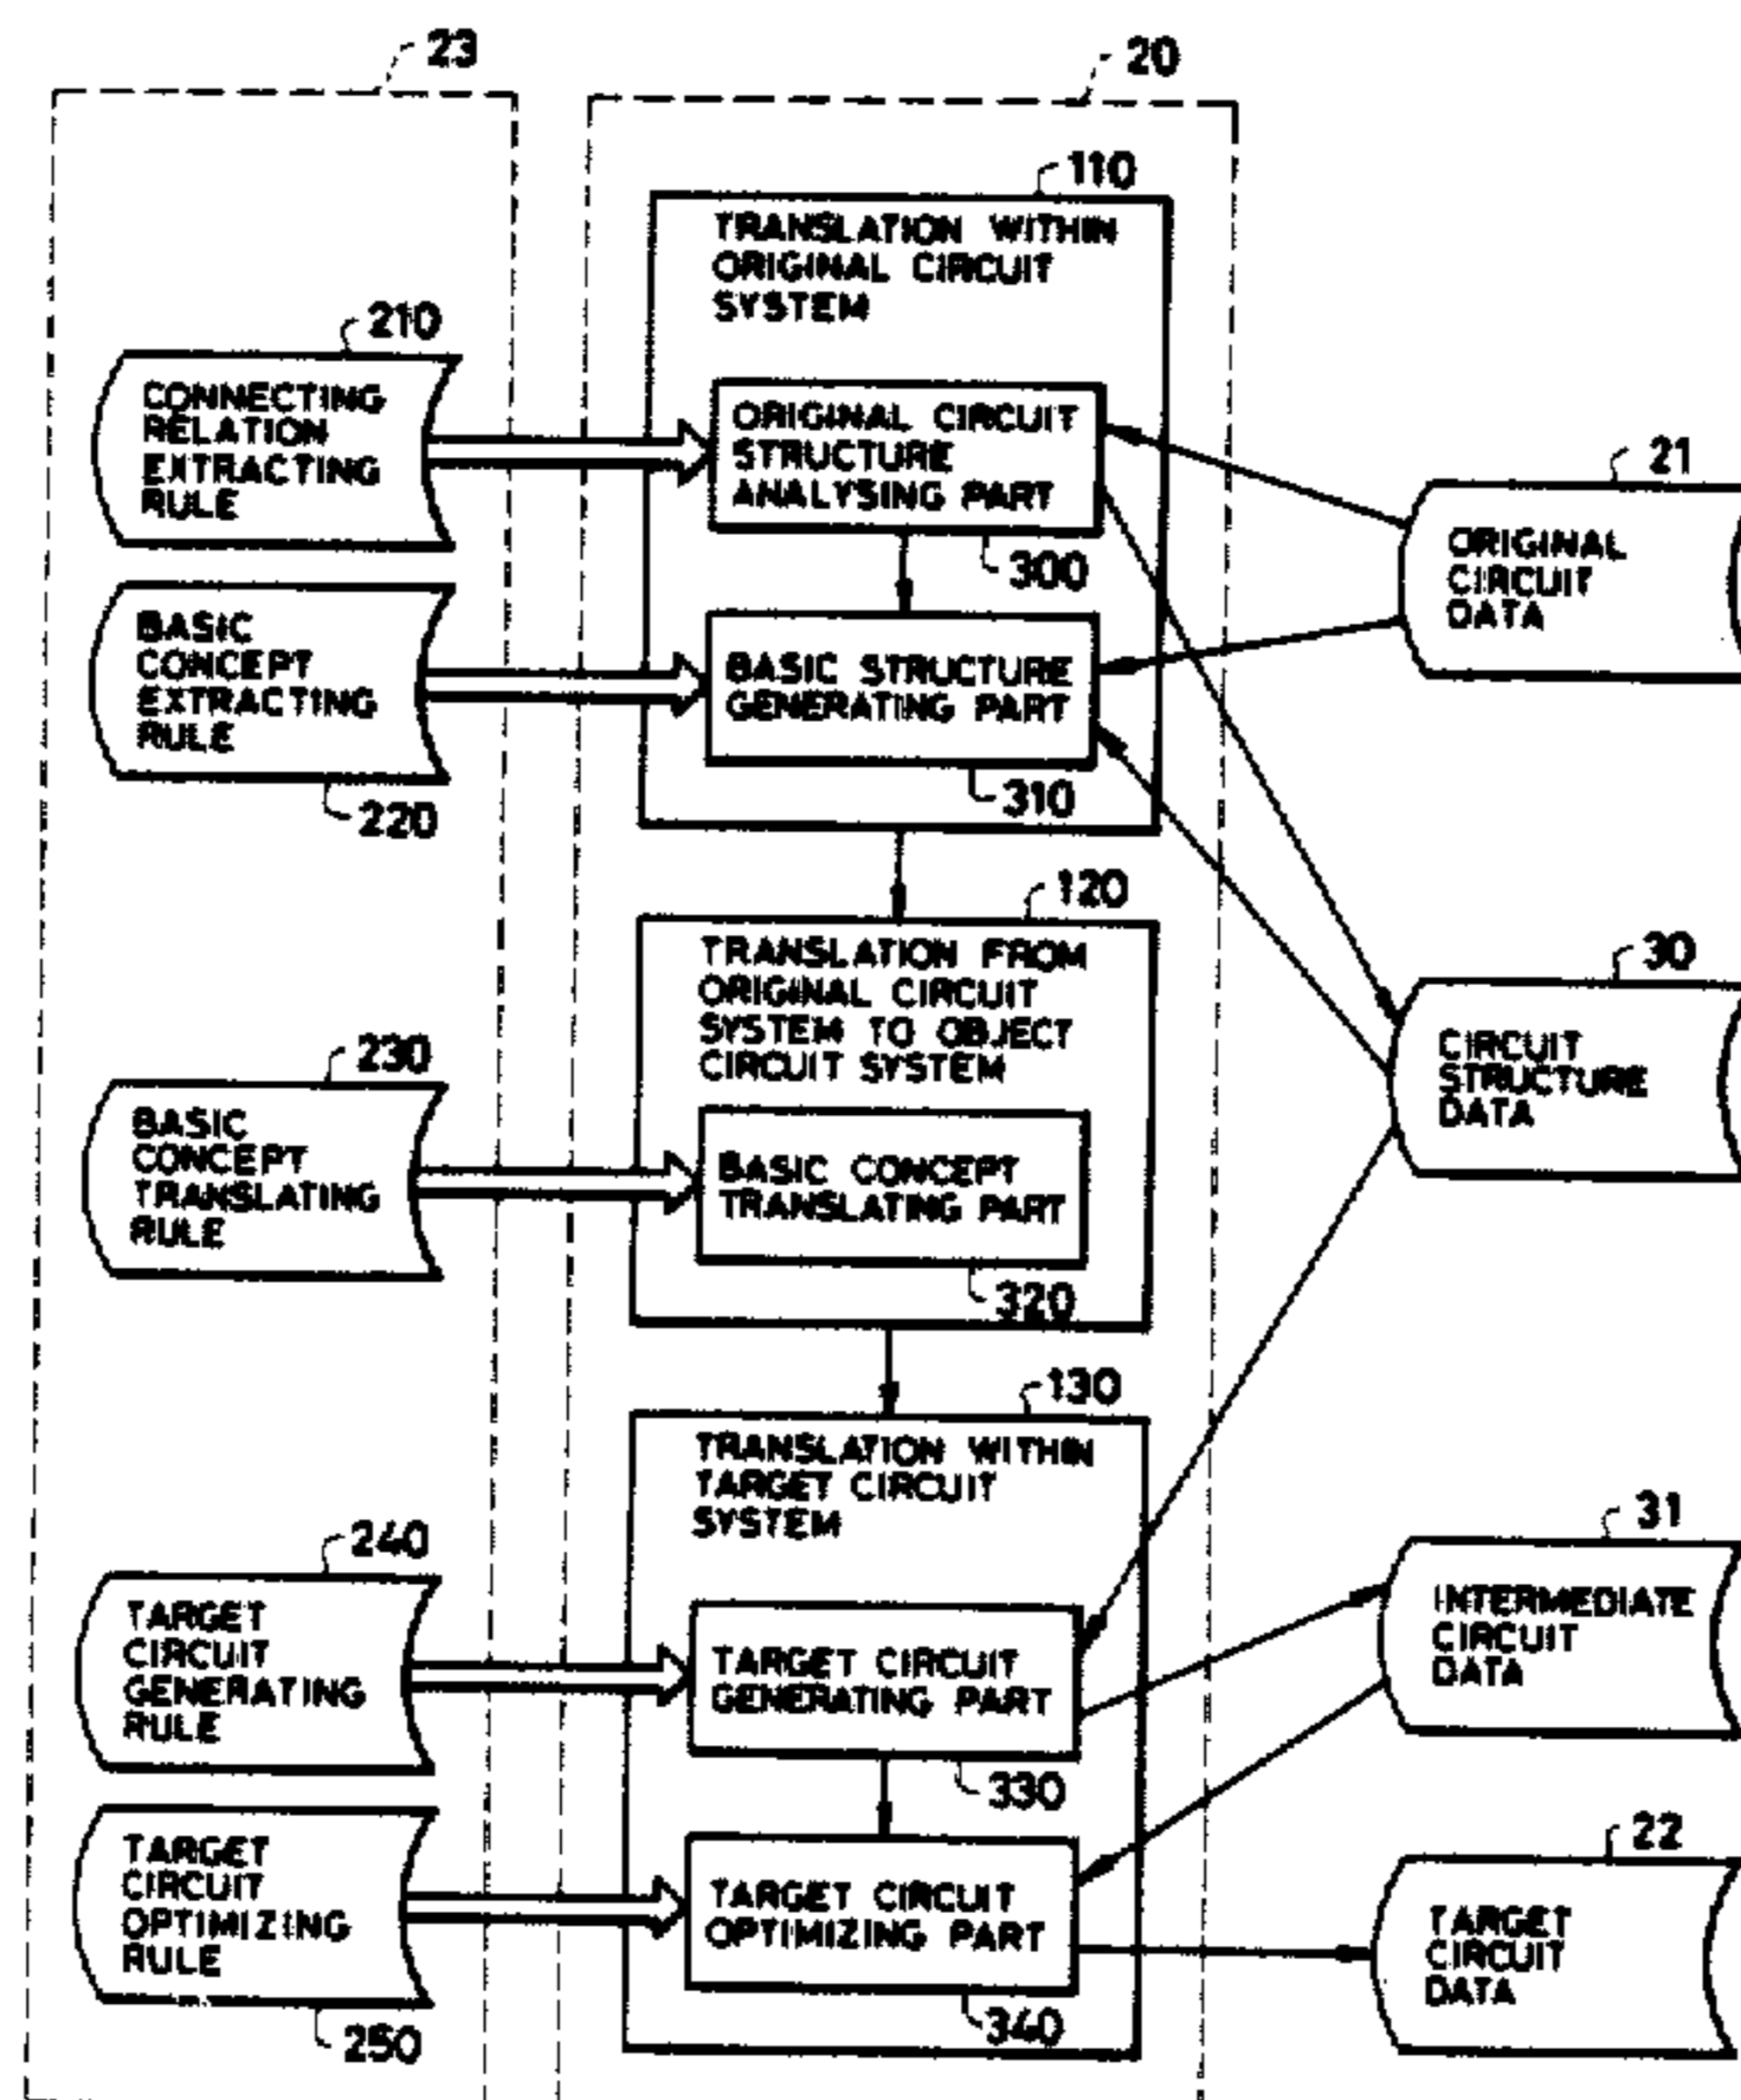 23
20
110
TRANSLATION WITHIN
ORIGINAL CIRCUIT
SYSTEM
210
CONNECTING
RELATION
EXTRACTING
RULE
ORIGINAL CIRCUIT
STRUCTURE
ANALYSING PART
300
21
ORIGINAL
CIRCUIT
DATA
BASIC
CONCEPT
EXTRACTING
RULE
220
BASIC STRUCTURE
GENERATING PART
310
120
TRANSLATION FROM
ORIGINAL CIRCUIT
SYSTEM TO OBJECT
CIRCUIT SYSTEM
30
CIRCUIT
STRUCTURE
DATA
230
BASIC
CONCEPT
TRANSLATING
RULE
BASIC CONCEPT
TRANSLATING PART
320
130
TRANSLATION WITHIN
TARGET CIRCUIT
SYSTEM
240
TARGET
CIRCUIT
GENERATING
RULE
TARGET CIRCUIT
GENERATING PART
330
31
INTERMEDIATE
CIRCUIT
DATA
TARGET
CIRCUIT
OPTIMIZING
RULE
250
TARGET CIRCUIT
OPTIMIZING PART
340
22
TARGET
CIRCUIT
DATA